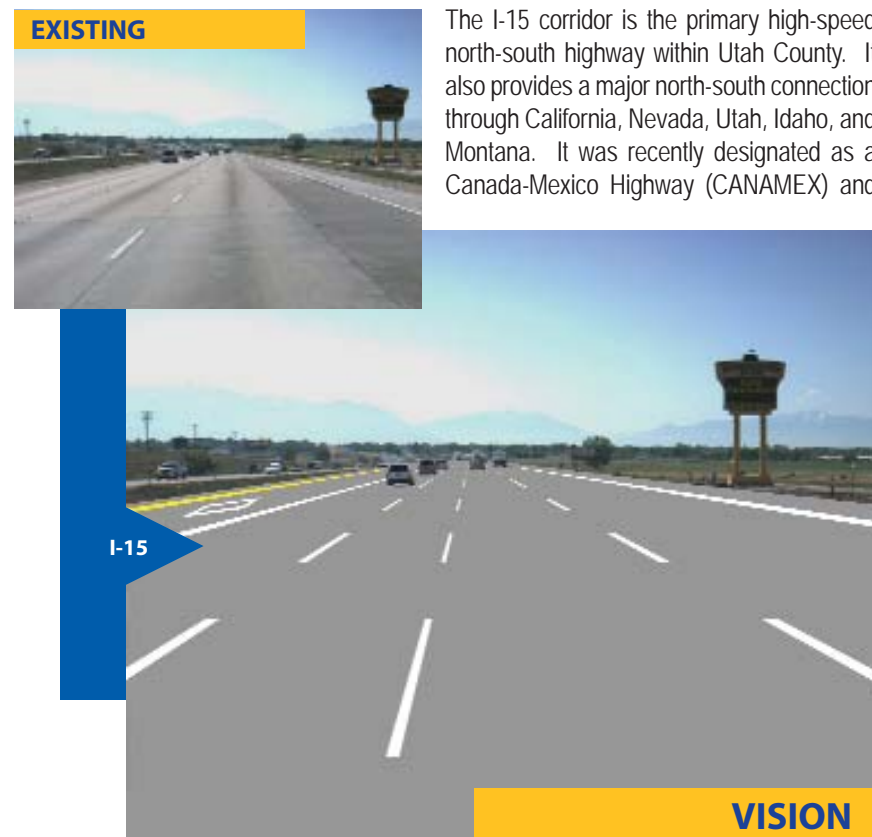 EXISTING
The I-15 corridor is the primary high-speed
north-south highway within Utah County. It
also provides a major north-south connection
through California, Nevada, Utah, Idaho, and
Montana. It was recently designated as a
Canada-Mexico Highway (CANAMEX) and
I-15
VISION